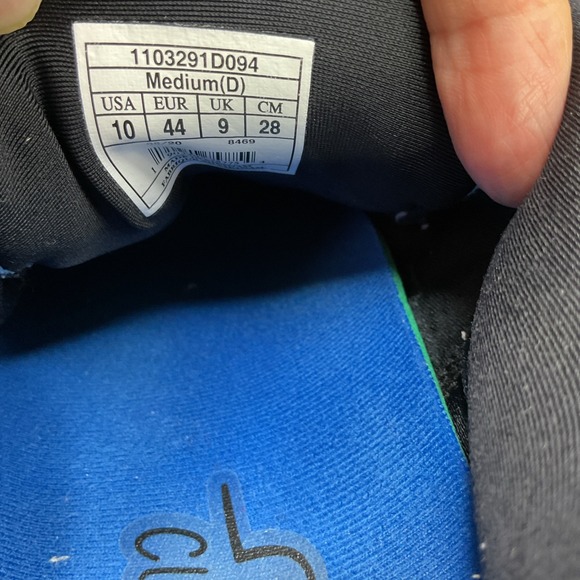 1103291D094
Medium(D)
USA EUR UK CM
10 44 9 28
8469